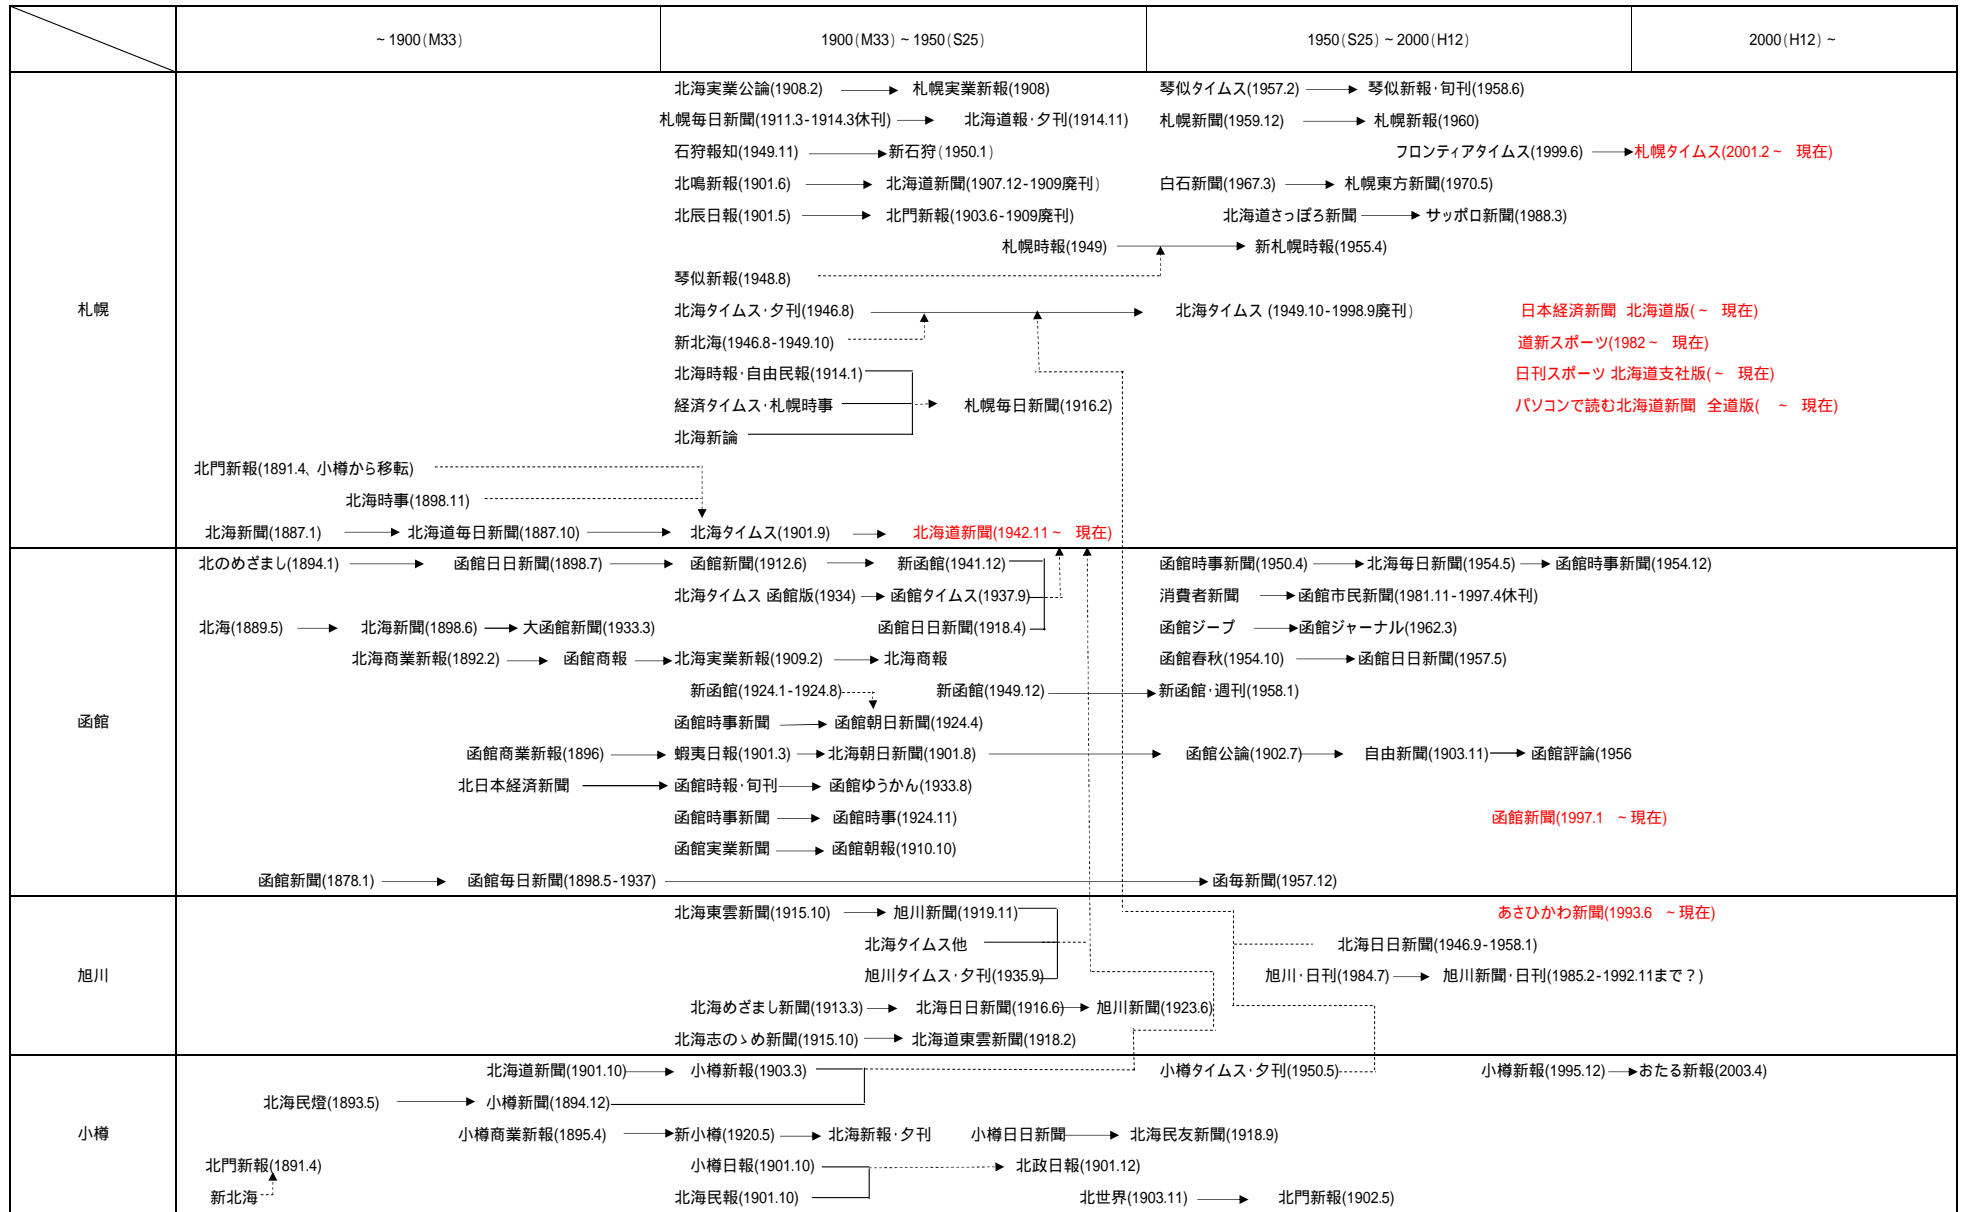 ~ 1900(M33) 1900(M33) ~ 1950(S25) 1950(S25) ~ 2000(H12) 2000(H12) ~
札幌
北海実業公論(1908.2) 札幌実業新報(1908) 琴似タイムス(1957.2) 琴似新報・旬刊(1958.6)
札幌毎日新聞(1911.3-1914.3休刊) 北海道報・夕刊(1914.11) 札幌新聞(1959.12) 札幌新報(1960)
石狩報知(1949.11) 新石狩(1950.1) フロンティアタイムス(1999.6) 札幌タイムス(2001.2 ~ 現在)
北鳴新報(1901.6) 北海道新聞(1907.12-1909廃刊) 白石新聞(1967.3) 札幌東方新聞(1970.5)
北辰日報(1901.5) 北門新報(1903.6-1909廃刊) 北海道さっぽろ新聞 サッポロ新聞(1988.3)
札幌時報(1949) 新札幌時報(1955.4)
琴似新報(1948.8)
北海タイムス・夕刊(1946.8) 北海タイムス (1949.10-1998.9廃刊) 日本経済新聞 北海道版( ~ 現在)
新北海(1946.8-1949.10) 道新スポーツ(1982 ~ 現在)
北海時報・自由民報(1914.1) 日刊スポーツ 北海道支社版( ~ 現在)
経済タイムス・札幌時事 札幌毎日新聞(1916.2) パソコンで読む北海道新聞 全道版( ~ 現在)
北海新論
北門新報(1891.4、小樽から移転)
北海時事(1898.11)
北海新聞(1887.1) 北海道毎日新聞(1887.10) 北海タイムス(1901.9) 北海道新聞(1942.11 ~ 現在)
函館
北のめざまし(1894.1) 函館日日新聞(1898.7) 函館新聞(1912.6) 新函館(1941.12) 函館時事新聞(1950.4) 北海毎日新聞(1954.5) 函館時事新聞(1954.12)
北海タイムス 函館版(1934) 函館タイムス(1937.9) 消費者新聞 函館市民新聞(1981.11-1997.4休刊)
北海(1889.5) 北海新聞(1898.6) 大函館新聞(1933.3) 函館日日新聞(1918.4) 函館ジープ 函館ジャーナル(1962.3)
北海商業新報(1892.2) 函館商報 北海実業新報(1909.2) 北海商報 函館春秋(1954.10) 函館日日新聞(1957.5)
新函館(1924.1-1924.8) 新函館(1949.12) 新函館・週刊(1958.1)
函館時事新聞 函館朝日新聞(1924.4)
函館商業新報(1896) 蝦夷日報(1901.3) 北海朝日新聞(1901.8) 函館公論(1902.7) 自由新聞(1903.11) 函館評論(1956
北日本経済新聞 函館時報・旬刊 函館ゆうかん(1933.8)
函館時事新聞 函館時事(1924.11) 函館新聞(1997.1 ~ 現在)
函館実業新聞 函館朝報(1910.10)
函館新聞(1878.1) 函館毎日新聞(1898.5-1937) 函毎新聞(1957.12)
旭川
北海東雲新聞(1915.10) 旭川新聞(1919.11) あさひかわ新聞(1993.6 ~ 現在)
北海タイムス他 北海日日新聞(1946.9-1958.1)
旭川タイムス・夕刊(1935.9) 旭川・日刊(1984.7) 旭川新聞・日刊(1985.2-1992.11まで?)
北海めざまし新聞(1913.3) 北海日日新聞(1916.6) 旭川新聞(1923.6)
北海志のゝめ新聞(1915.10) 北海道東雲新聞(1918.2)
小樽
北海道新聞(1901.10) 小樽新報(1903.3) 小樽タイムス・夕刊(1950.5) 小樽新報(1995.12) おたる新報(2003.4)
北海民燈(1893.5) 小樽新聞(1894.12)
小樽商業新報(1895.4) 新小樽(1920.5) 北海新報・夕刊 小樽日日新聞 北海民友新聞(1918.9)
北門新報(1891.4) 小樽日報(1901.10) 北政日報(1901.12)
新北海 北海民報(1901.10) 北世界(1903.11) 北門新報(1902.5)